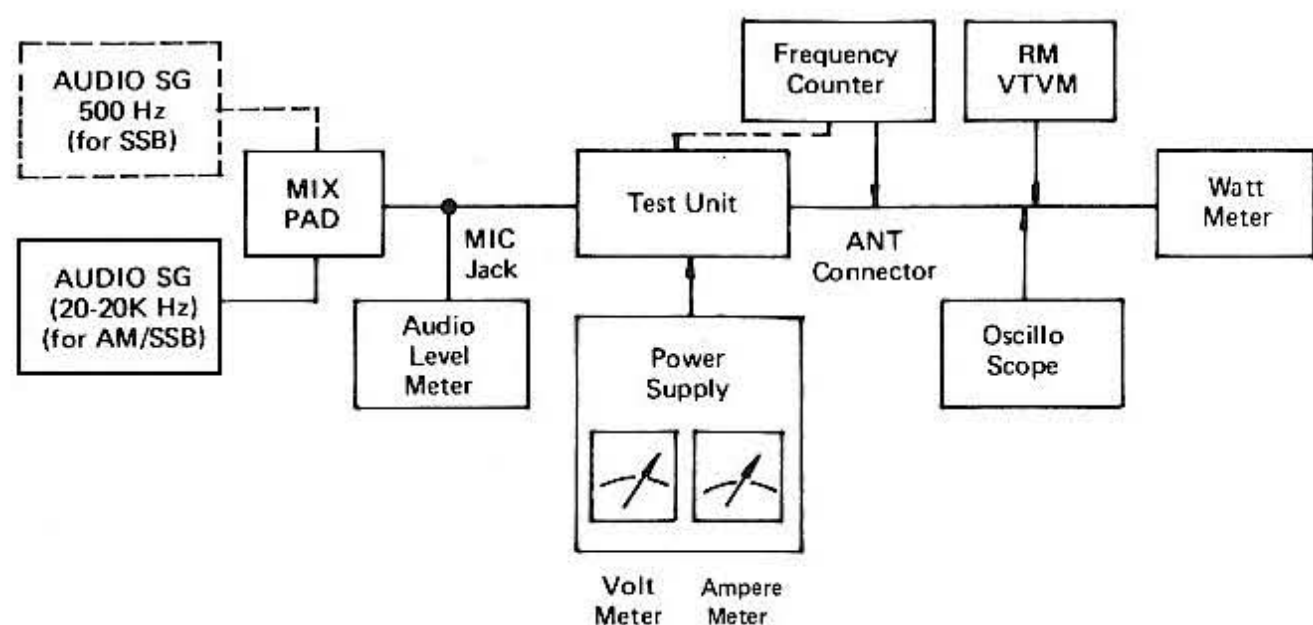 AUDIO SG
500 Hz
(for SSB)
MIX
PAD
AUDIO SG
(20-20K Hz)
(for AM/SSB)
MIC
Jack
Audio
Level
Meter
Test Unit
Frequency
Counter
RM
VTVM
ANT
Connector
Watt
Meter
Oscillo
Scope
Power
Supply
Volt
Meter
Ampere
Meter